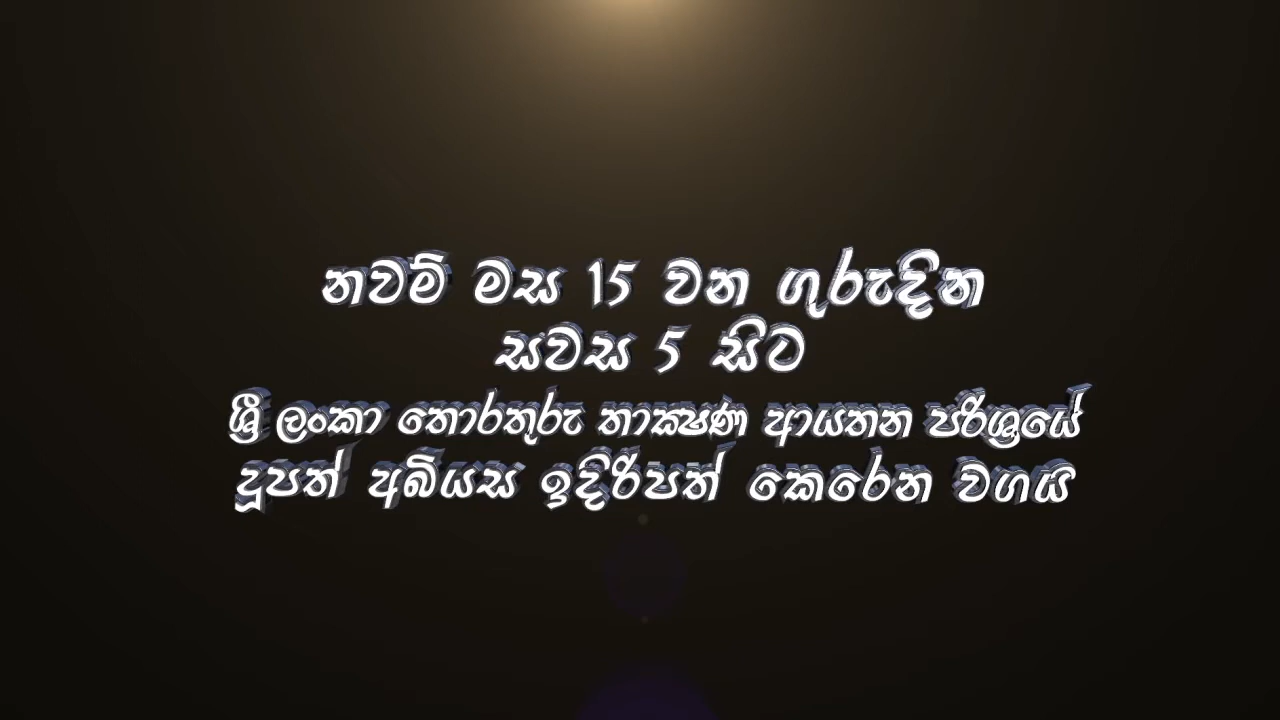 නවම් මස 15 වන ගුරුදින
සවස 5 සිට
ශ්‍රී ලංකා තොරතුරු තාක්ෂණ ආයතන පරිශ්‍රයේ
දූපත් අබියස ඉදිරිපත් කෙරෙන වගයි